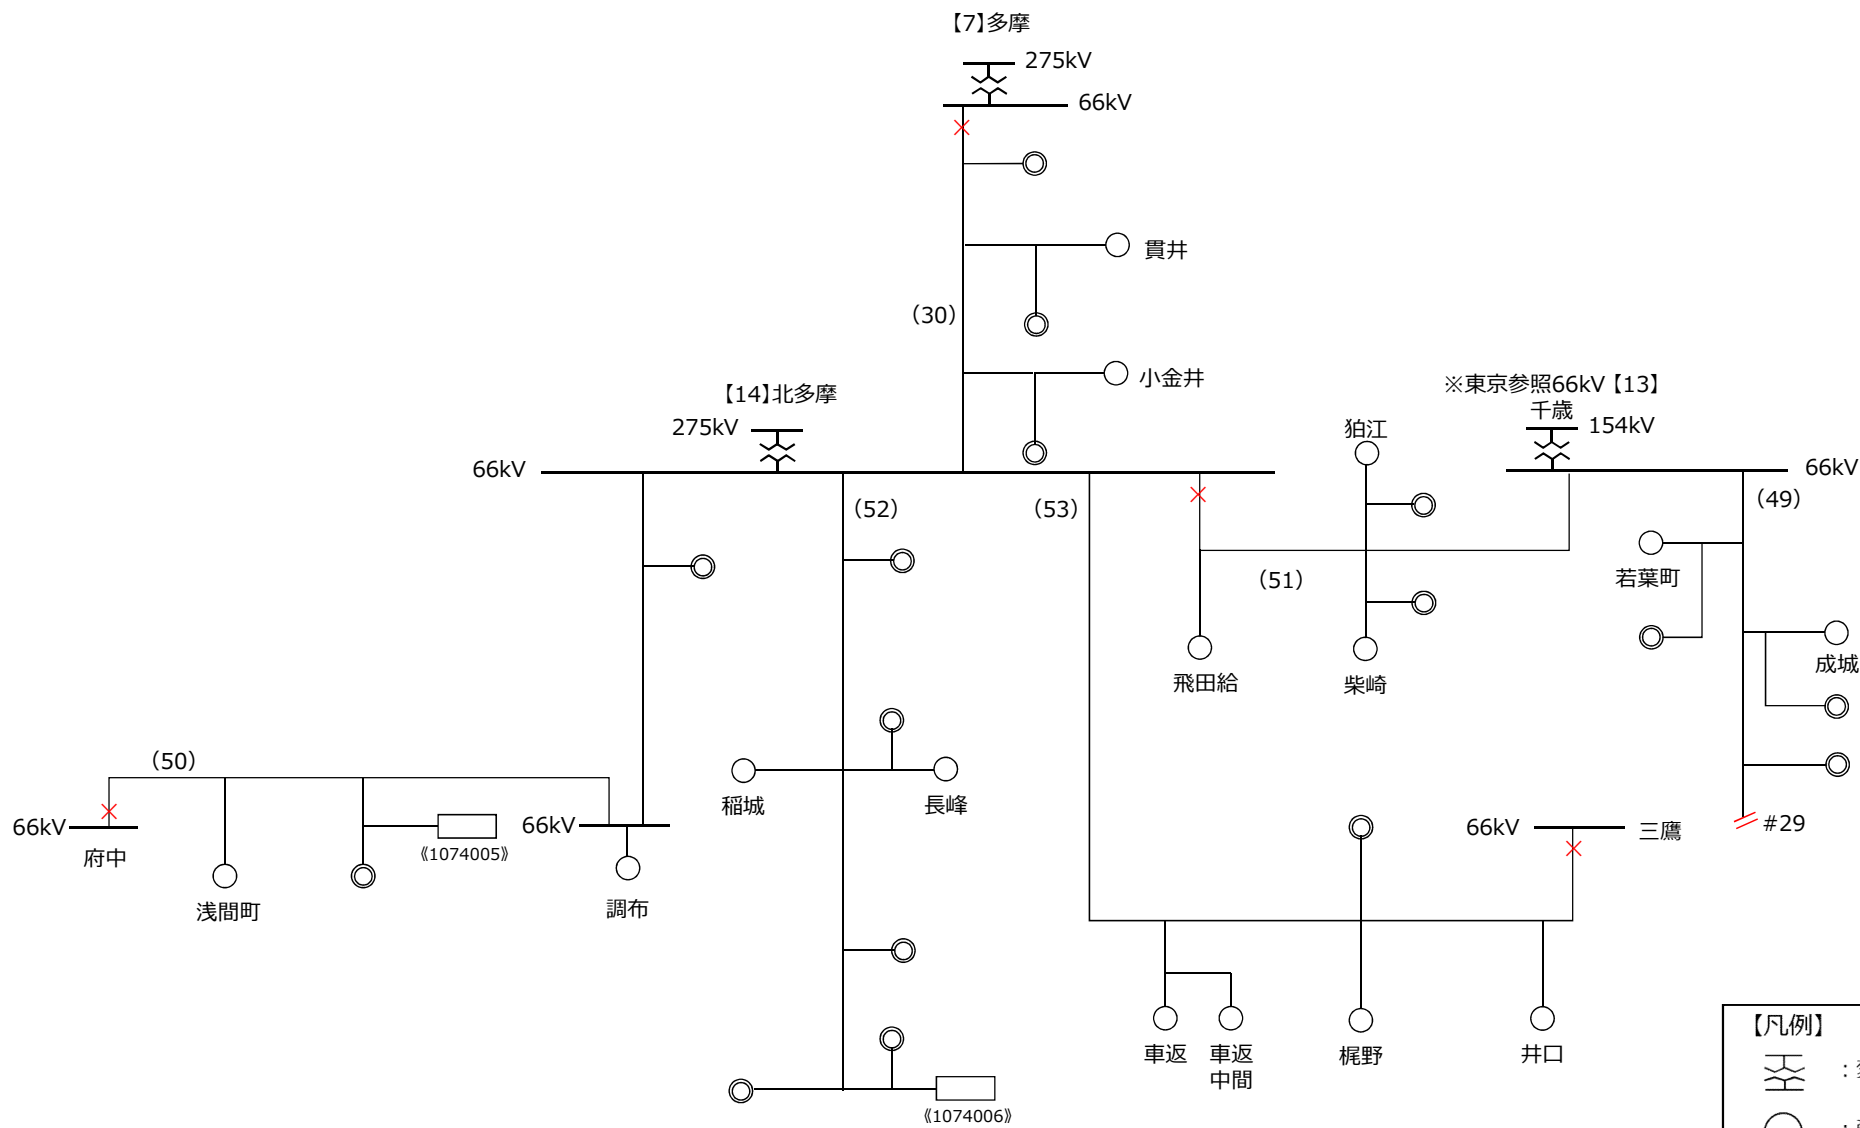 【7】多摩
275kV
66kV
貫井
(30)
小金井
【14】北多摩
275kV
66kV
※東京参照66kV【13】
千歳
154kV
66kV
狛江
(52)
(53)
(49)
(51)
若葉町
成城
飛田給
柴崎
(50)
稲城
長峰
66kV
府中
《1074005》
66kV
66kV
三鷹
#29
浅間町
調布
車返
車返
中間
梶野
井口
《1074006》
【凡例】
:
: